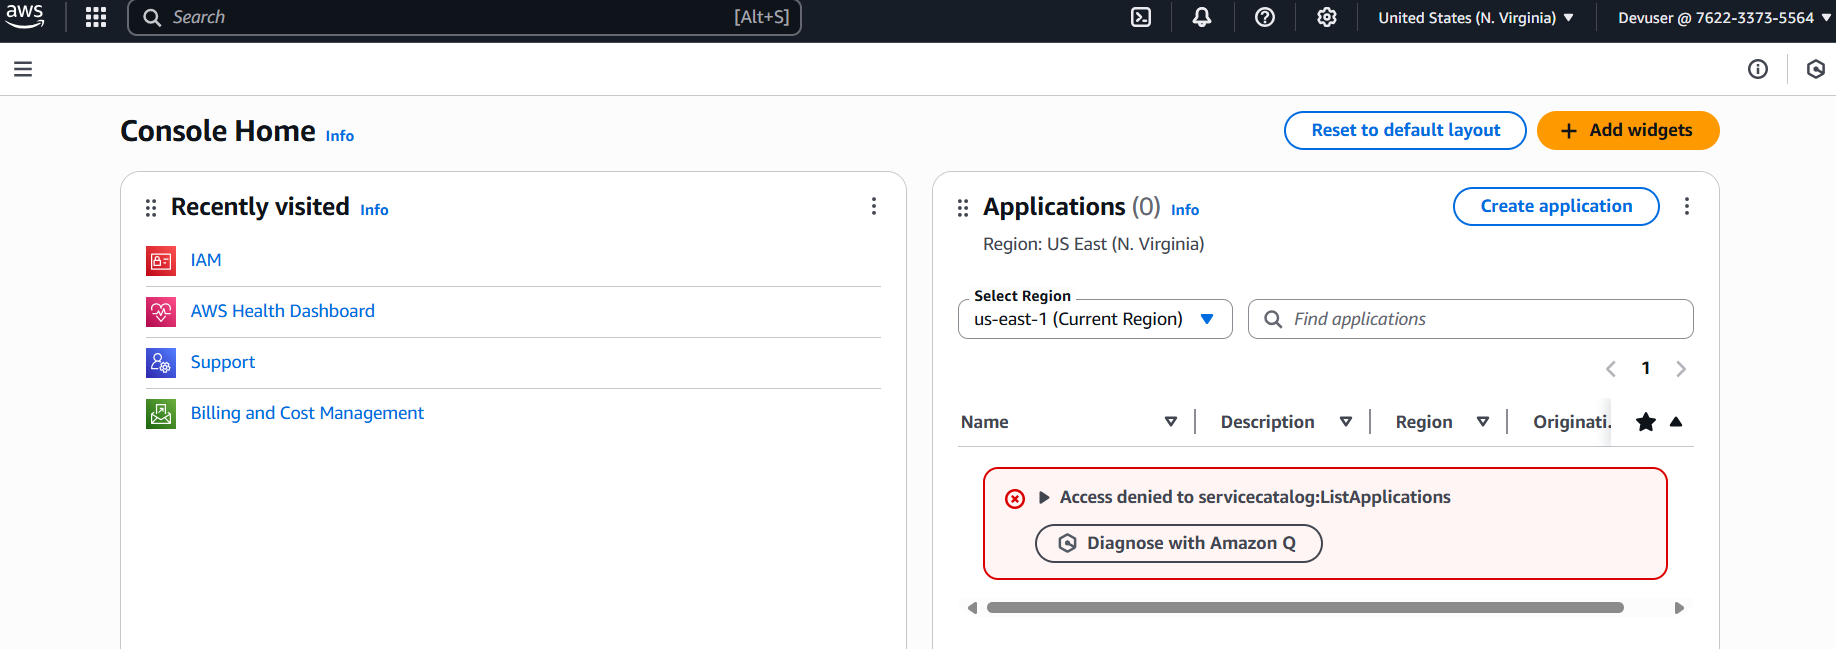 aws
Search [Alt+S]
United States (N. Virginia)
Devuser @ 7622-3373-5564
Console Home Info
Reset to default layout
Add widgets
Recently visited Info
IAM
AWS Health Dashboard
Support
Billing and Cost Management
Applications (0) Info
Create application
Region: US East (N. Virginia)
Select Region
us-east-1 (Current Region)
Find applications
1
Name Description Region Originati.
Access denied to servicecatalog:ListApplications
Diagnose with Amazon Q